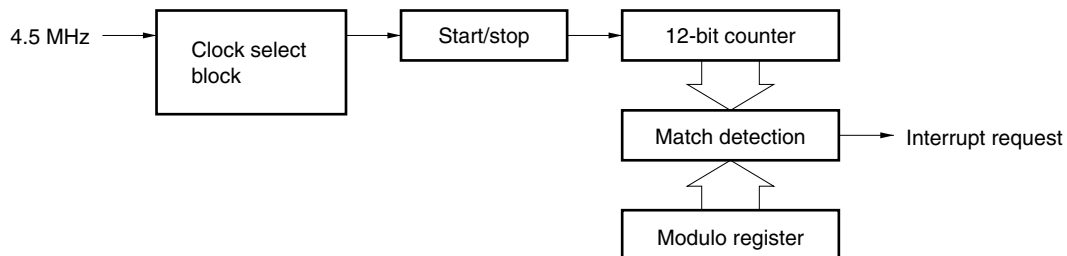 4.5 MHz
Clock select
block
Start/stop
12-bit counter
Match detection
Interrupt request
Modulo register